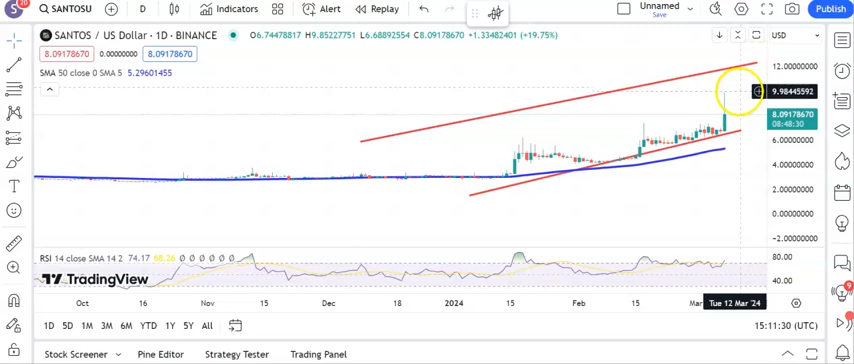 S 20 SANTOSU D Indicators Alert Replay Unnamed Save Publish
SANTOS / US Dollar · 1D · BINANCE O6.74478817 H9.85227751 L6.68892554 C8.09178670 +1.33482401 (+19.75%) USD
8.09178670 0.00000000 8.09178670
SMA 50 close 0 SMA 5 5.29601455
12.00000000
9.98445592
8.09178670
08:48:30
6.00000000
4.00000000
2.00000000
0.00000000
−2.00000000
RSI 14 close SMA 14 2 74.17 68.26 ∅ ∅ ∅ ∅ ∅ ∅
80.00
TradingView
40.00
9
Oct 16 Nov 15 Dec 18 2024 15 Feb 15 Mar Tue 12 Mar '24
1D 5D 1M 3M 6M YTD 1Y 5Y All 15:11:30 (UTC)
Stock Screener Pine Editor Strategy Tester Trading Panel